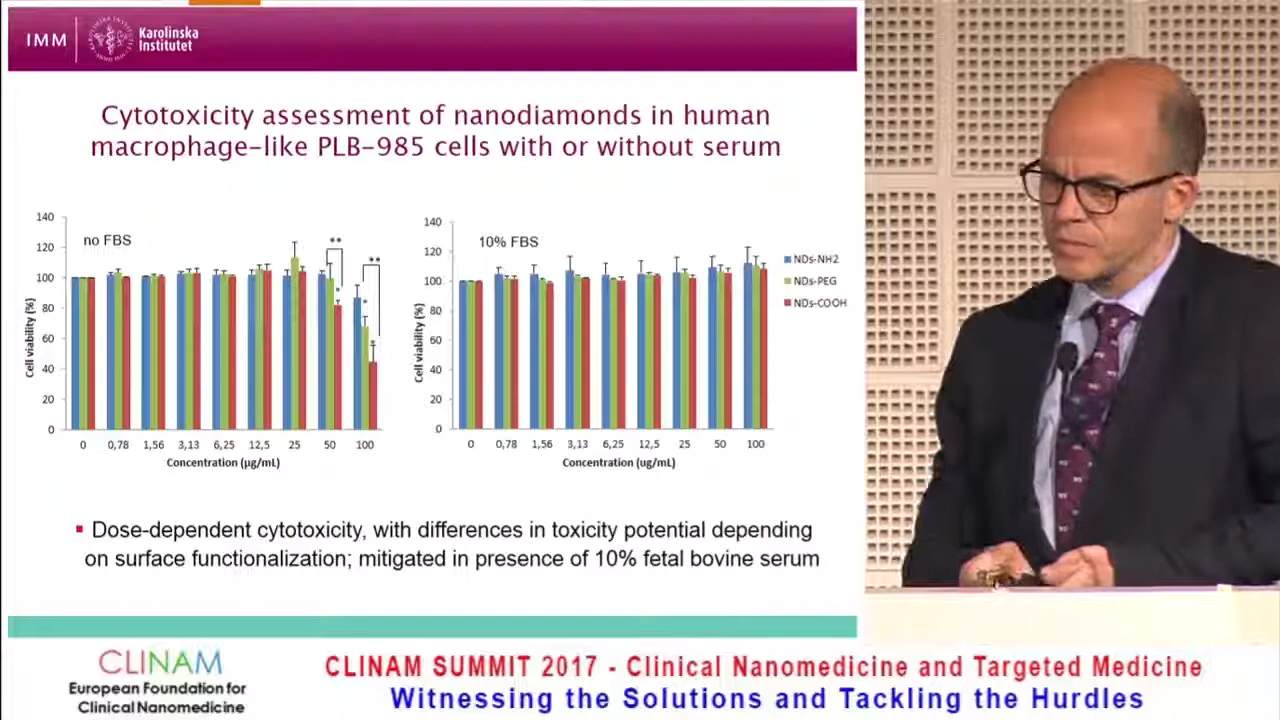 IMM
Karolinska
Institutet
Cytotoxicity assessment of nanodiamonds in human
macrophage-like PLB-985 cells with or without serum
140
120
100
80
60
40
20
0
Cell viability (%)
no FBS
**
**
*
*
*
0 0,78 1,56 3,13 6,25 12,5 25 50 100
Concentration (µg/mL)
140
120
100
80
60
40
20
0
Cell viability (%)
10% FBS
0 0,78 1,56 3,13 6,25 12,5 25 50 100
Concentration (ug/mL)
NDs-NH2
NDs-PEG
NDs-COOH
▪ Dose-dependent cytotoxicity, with differences in toxicity potential depending
on surface functionalization; mitigated in presence of 10% fetal bovine serum
CLINAM
European Foundation for
Clinical Nanomedicine
CLINAM SUMMIT 2017 - Clinical Nanomedicine and Targeted Medicine
Witnessing the Solutions and Tackling the Hurdles